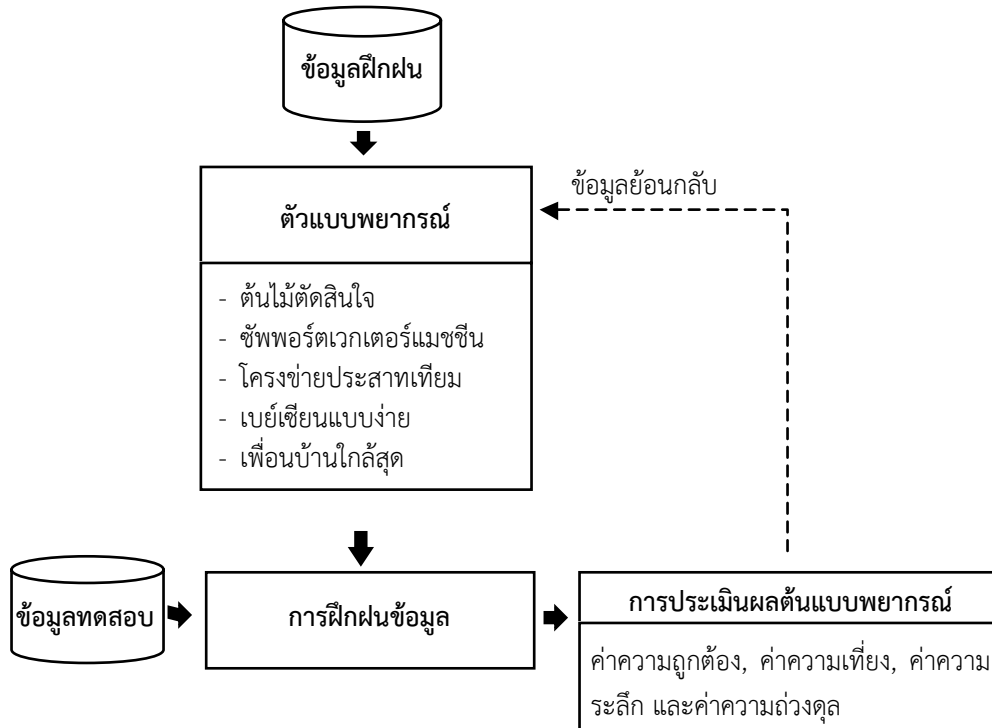 ข้อมูลฝึกฝน
ข้อมูลย้อนกลับ
ตัวแบบพยากรณ์
- ต้นไม้ตัดสินใจ
- ซัพพอร์ตเวกเตอร์แมชชีน
- โครงข่ายประสาทเทียม
- เบย์เซียนแบบง่าย
- เพื่อนบ้านใกล้สุด
ข้อมูลทดสอบ
การฝึกฝนข้อมูล
การประเมินผลต้นแบบพยากรณ์
ค่าความถูกต้อง, ค่าความเที่ยง, ค่าความ
ระลึก และค่าความถ่วงดุล